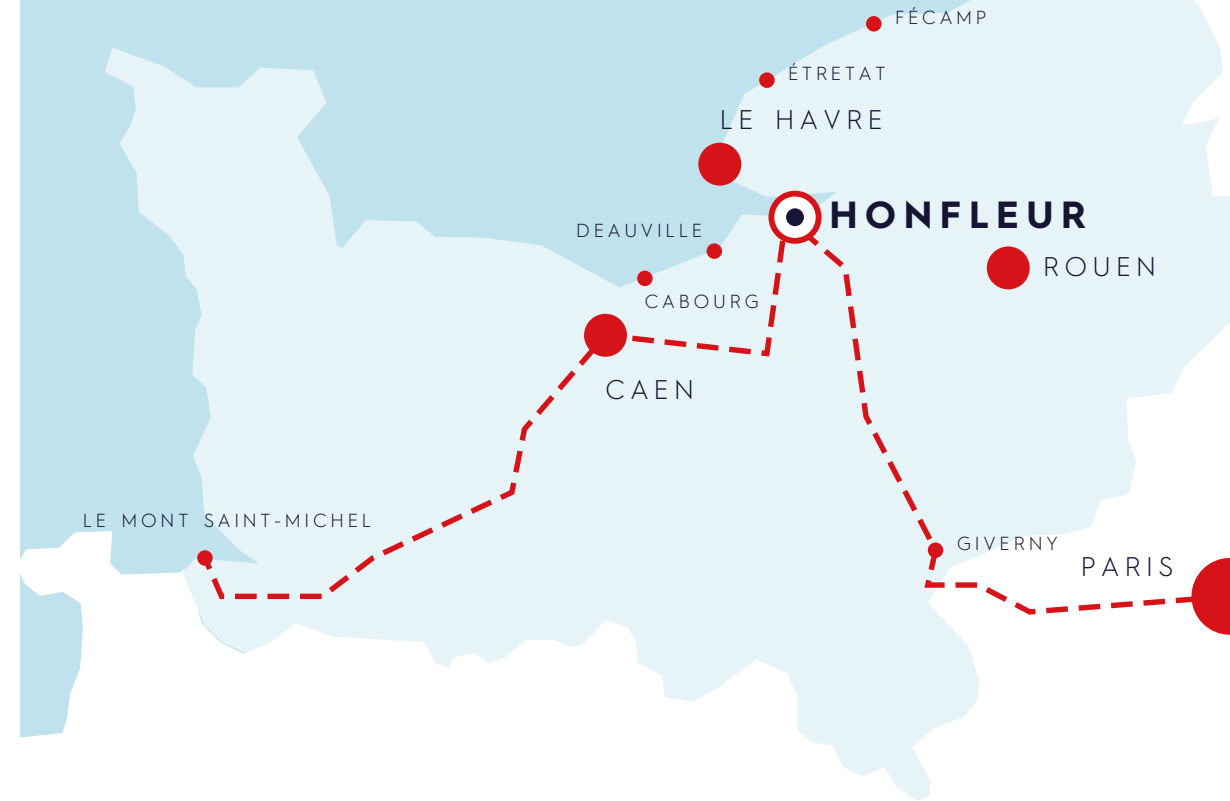 FÉCAMP
ÉTRETAT
LE HAVRE
HONFLEUR
DEAUVILLE
ROUEN
CABOURG
CAEN
LE MONT SAINT-MICHEL
GIVERNY
PARIS